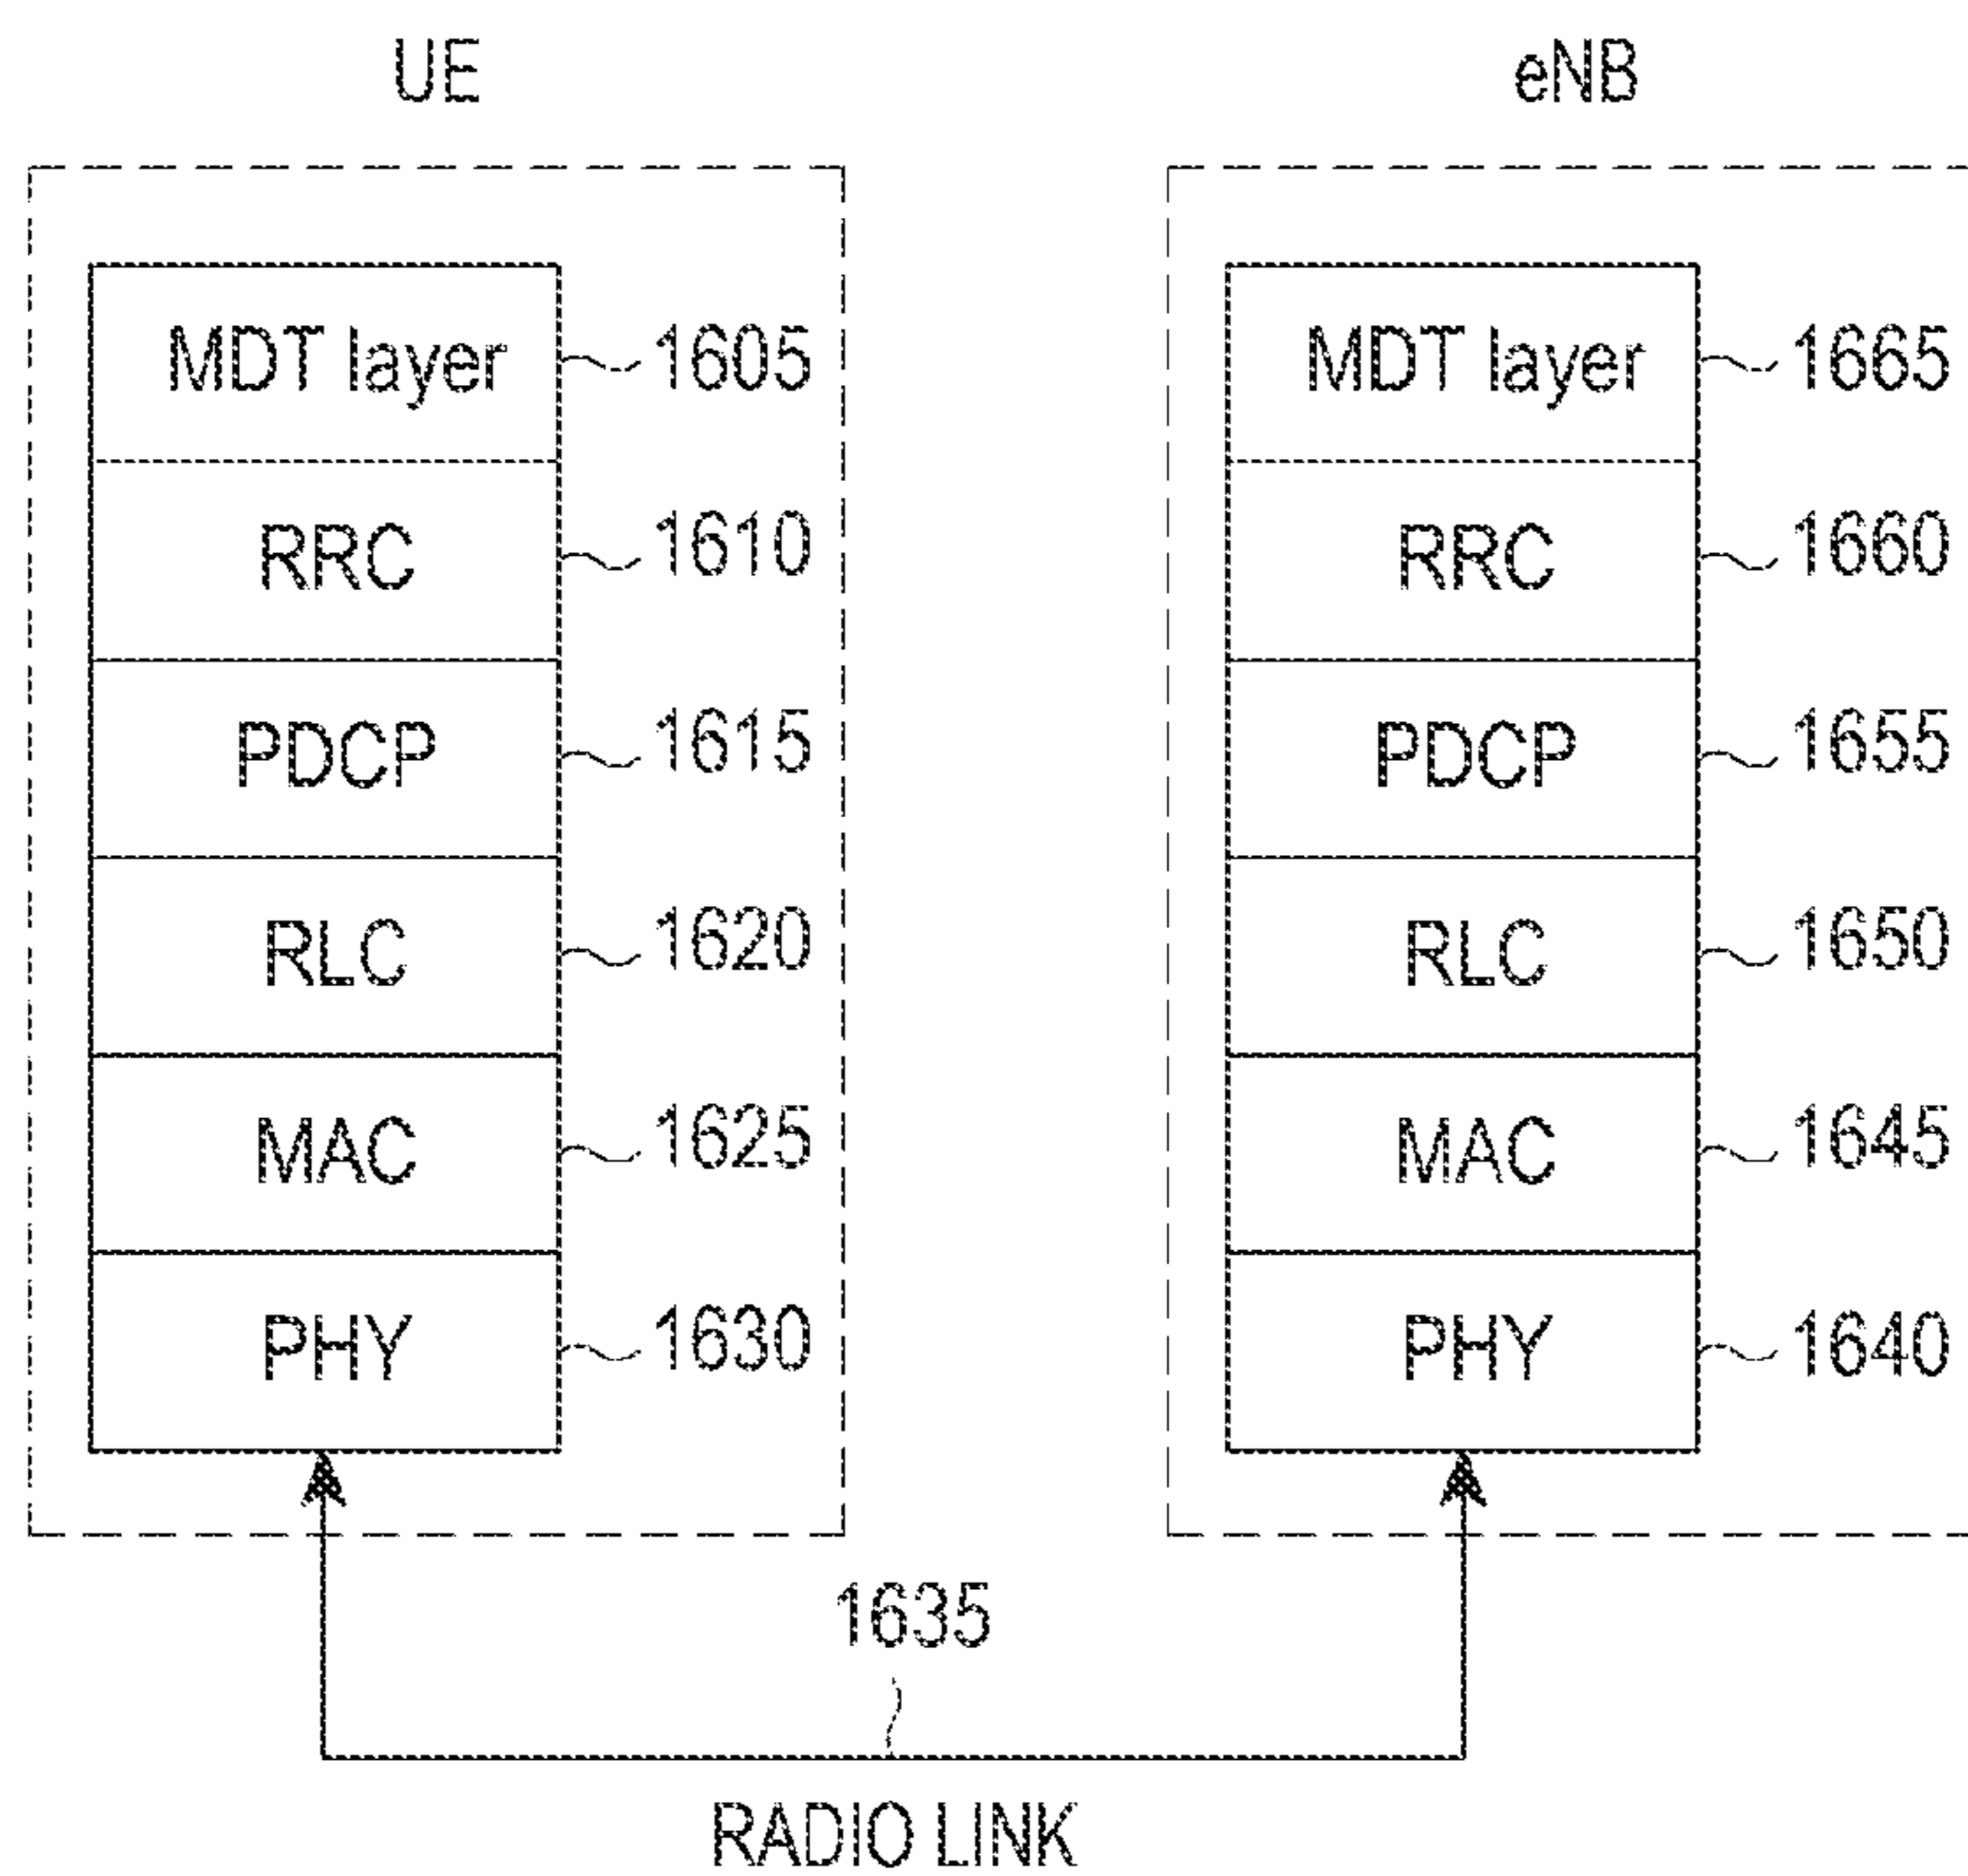 UE
eNB
MDT layer 1605
RRC 1610
PDCP 1615
RLC 1620
MAC 1625
PHY 1630
MDT layer 1665
RRC 1660
PDCP 1655
RLC 1650
MAC 1645
PHY 1640
1635
RADIO LINK